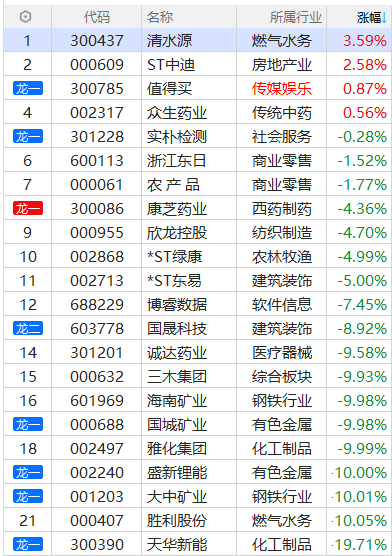 代码 名称 所属行业 涨幅↓
1 300437 清水源 燃气水务 3.59%
2 000609 ST中迪 房地产业 2.58%
龙一 300785 值得买 传媒娱乐 0.87%
4 002317 众生药业 传统中药 0.56%
龙一 301228 实朴检测 社会服务 -0.28%
6 600113 浙江东日 商业零售 -1.52%
7 000061 农产品 商业零售 -1.77%
龙一 300086 康芝药业 西药制药 -4.36%
9 000955 欣龙控股 纺织制造 -4.70%
10 002868 *ST绿康 农林牧渔 -4.99%
11 002713 *ST东易 建筑装饰 -5.00%
12 688229 博睿数据 软件信息 -7.45%
龙二 603778 国晟科技 建筑装饰 -8.92%
14 301201 诚达药业 医疗器械 -9.58%
15 000632 三木集团 综合板块 -9.93%
16 601969 海南矿业 钢铁行业 -9.98%
龙一 000688 国城矿业 有色金属 -9.98%
18 002497 雅化集团 化工制品 -9.99%
龙一 002240 盛新锂能 有色金属 -10.00%
龙一 001203 大中矿业 钢铁行业 -10.01%
21 000407 胜利股份 燃气水务 -10.05%
龙一 300390 天华新能 化工制品 -19.71%